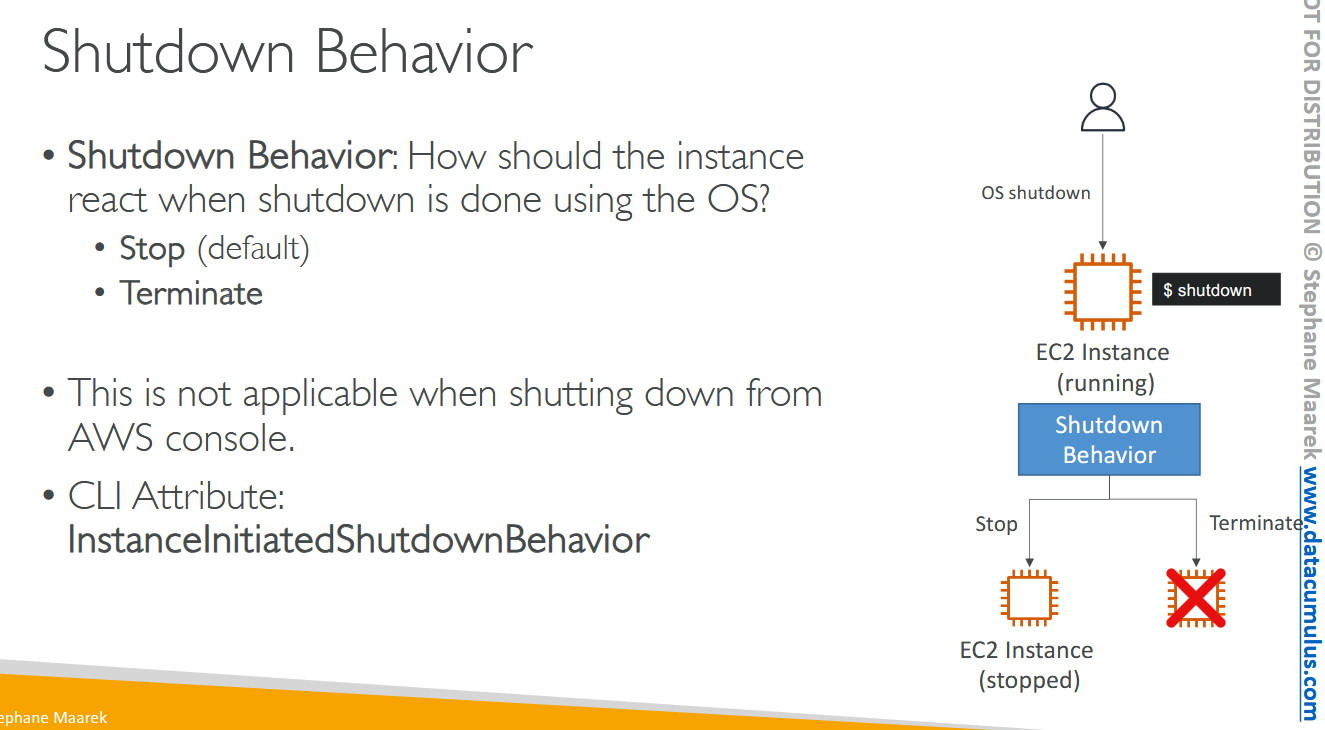 Shutdown Behavior
• Shutdown Behavior: How should the instance
react when shutdown is done using the OS?
• Stop (default)
• Terminate
• This is not applicable when shutting down from
AWS console.
• CLI Attribute:
InstanceInitiatedShutdownBehavior
OS shutdown
$ shutdown
EC2 Instance
(running)
Shutdown
Behavior
Stop
Terminate
EC2 Instance
(stopped)
OT FOR DISTRIBUTION © Stephane Maarek www.datacumulus.com
ephane Maarek